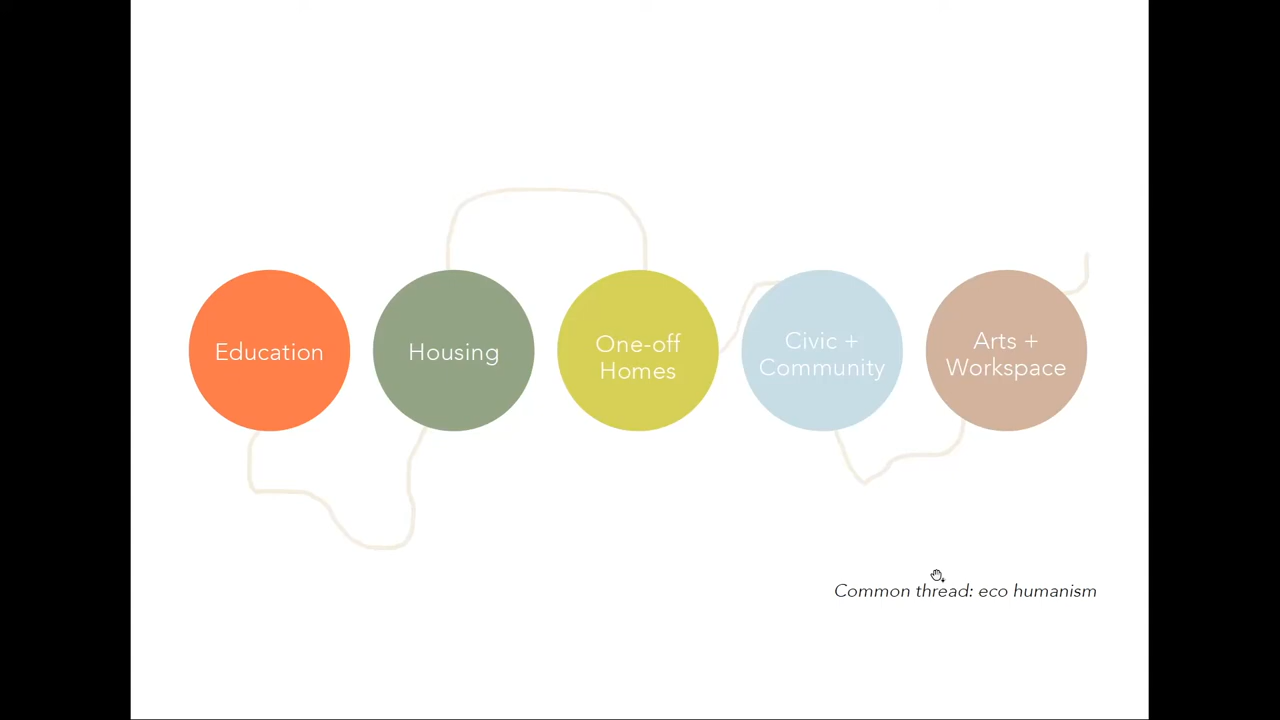 Education
Housing
One-off
Homes
Civic +
Community
Arts +
Workspace
Common thread: eco humanism